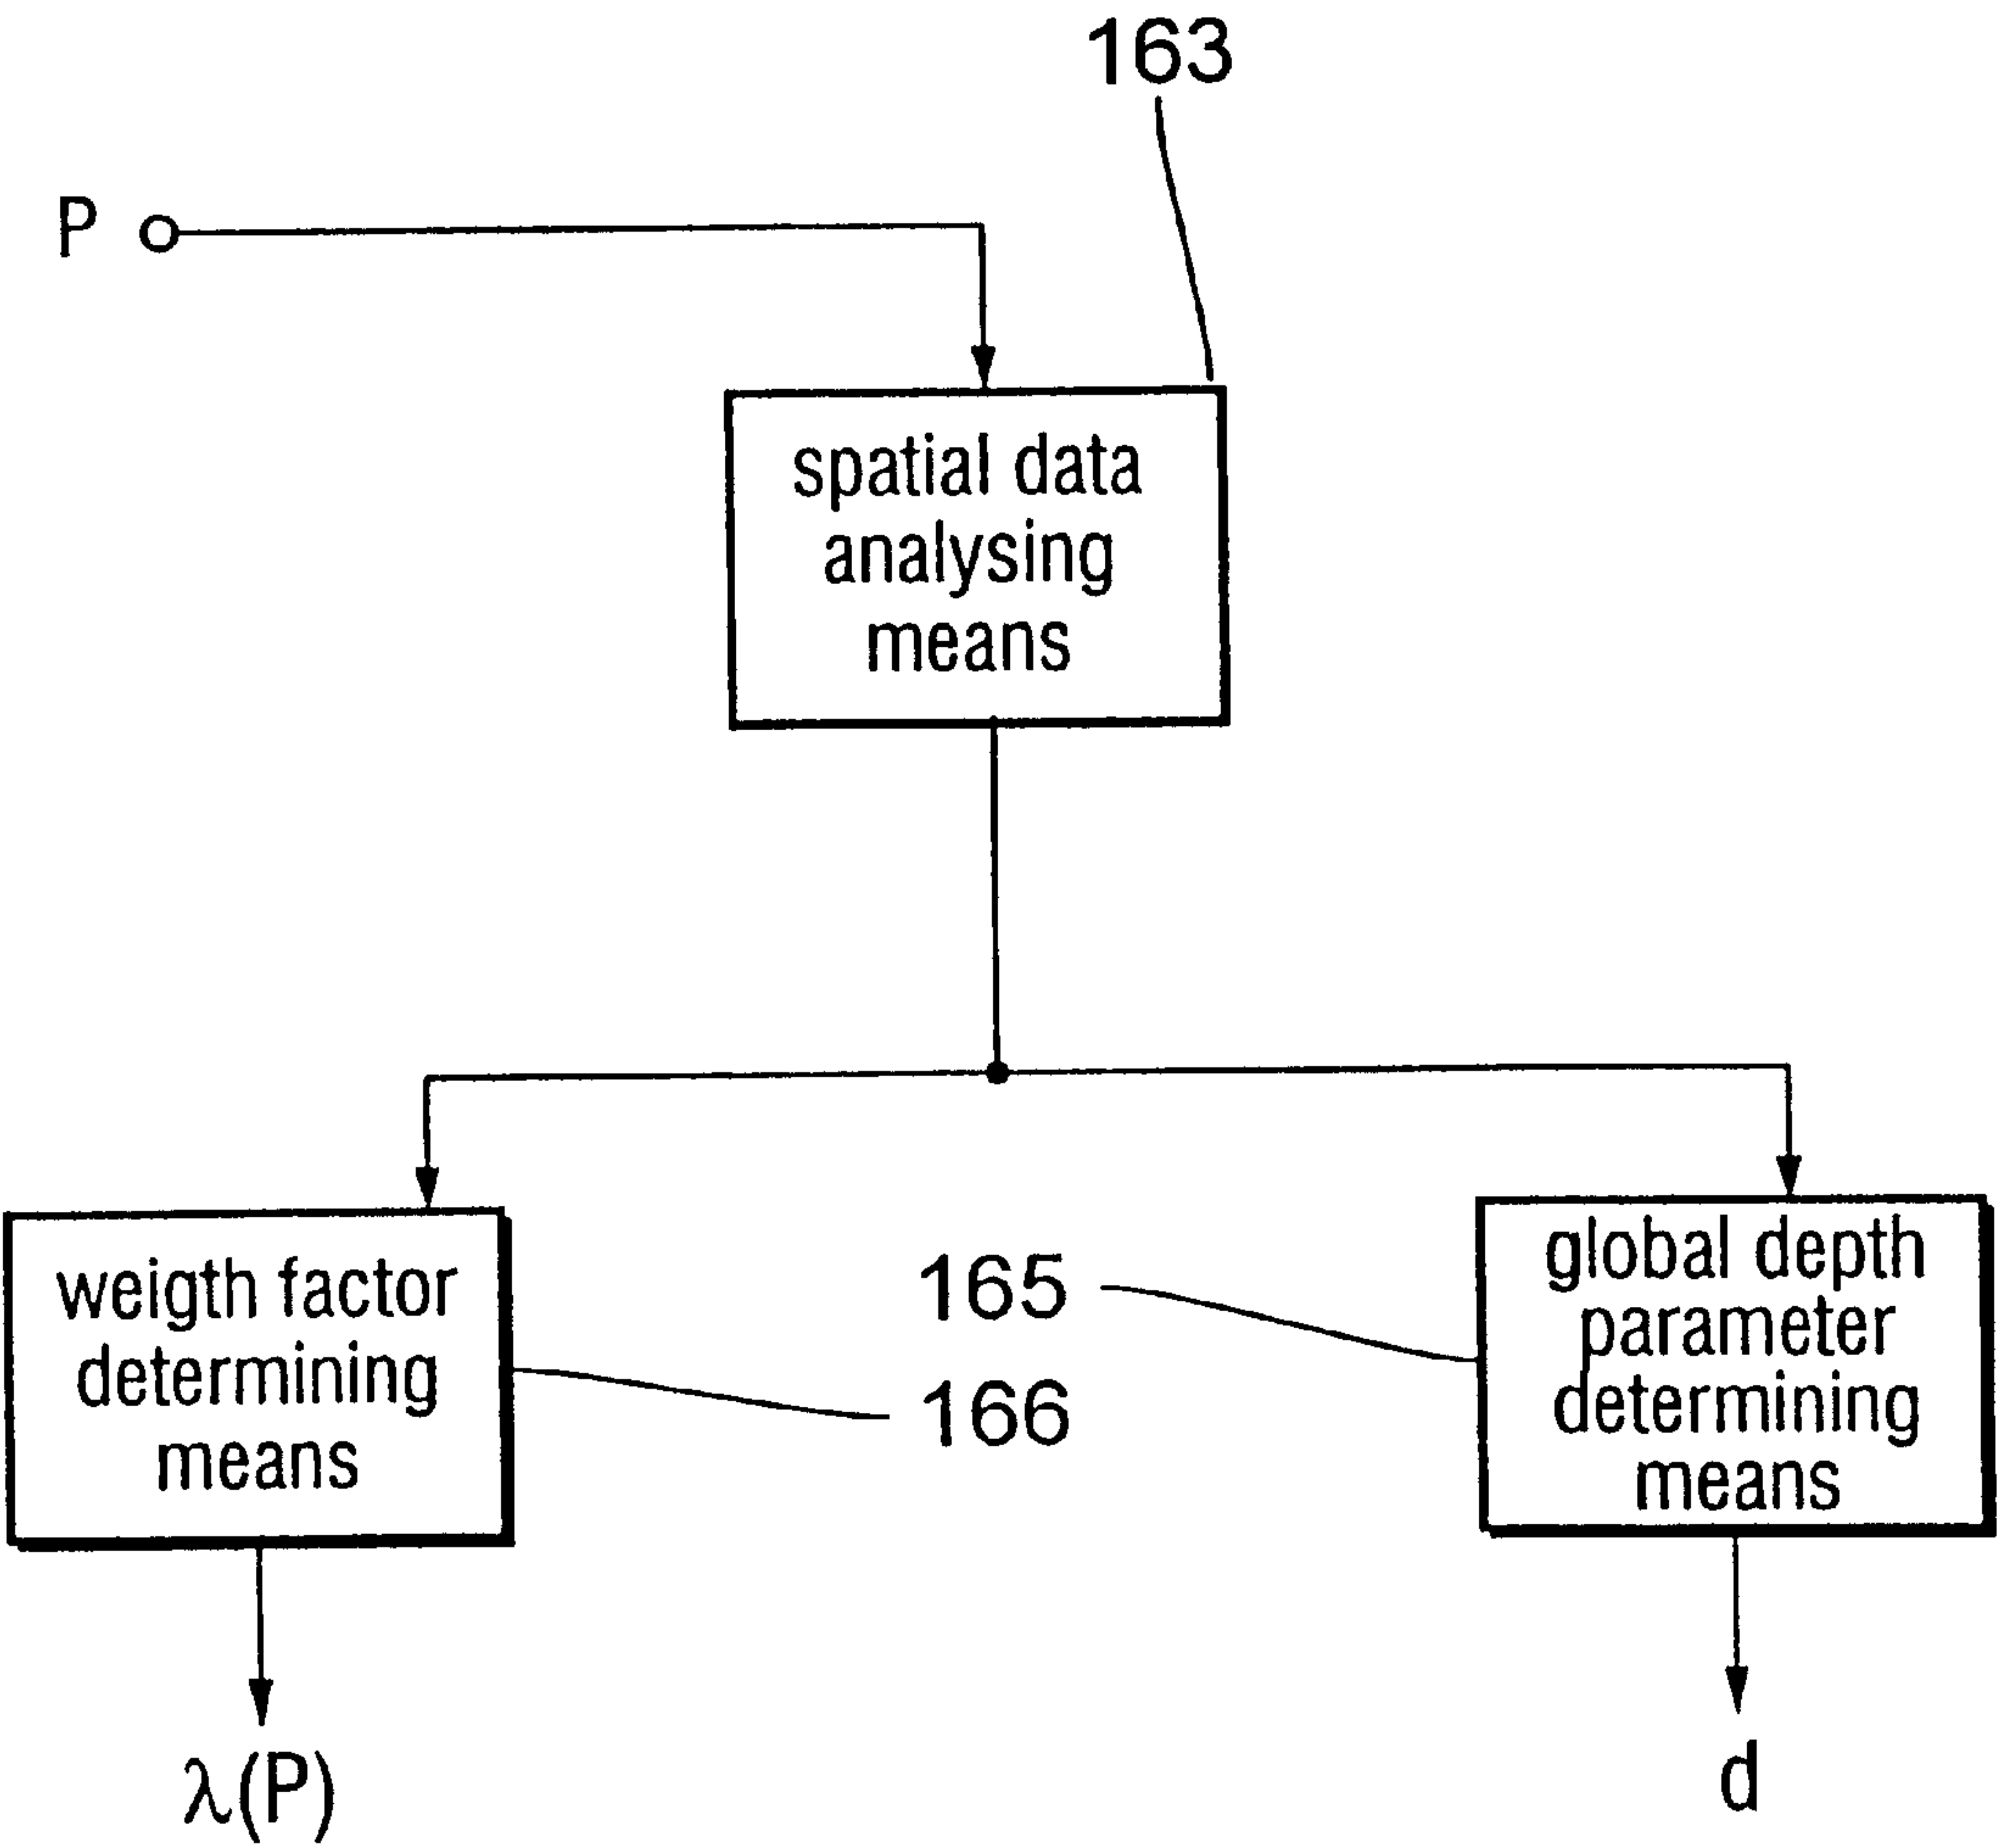 163
P
spatial data
analysing
means
weigth factor
determining
means
165
166
global depth
parameter
determining
means
λ(P)
d